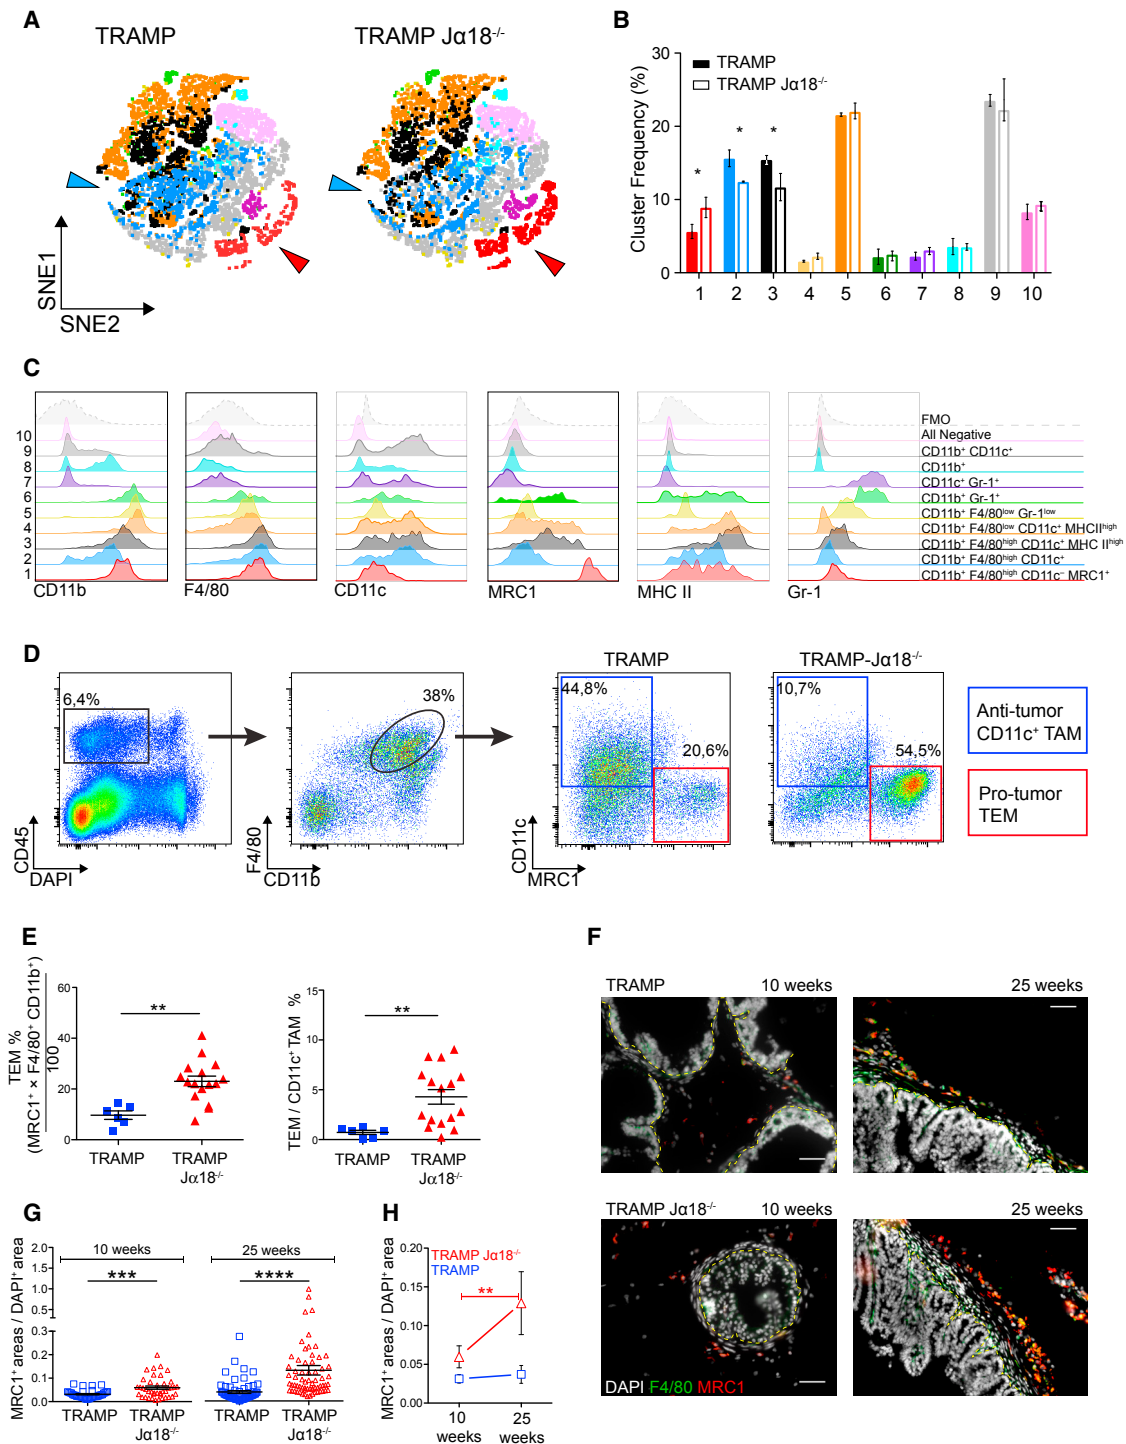 A
TRAMP
TRAMP Jα18-/-
SNE1
SNE2
B
Cluster Frequency (%)
30
20
10
0
TRAMP
TRAMP Jα18-/-
*
*
*
1 2 3 4 5 6 7 8 9 10
C
10
9
8
7
6
5
4
3
2
1
FMO
All Negative
CD11b+ CD11c+
CD11b+
CD11c+ Gr-1+
CD11b+ Gr-1+
CD11b+ F4/80low Gr-1low
CD11b+ F4/80low CD11c+ MHCIIhigh
CD11b+ F4/80high CD11c+ MHC IIhigh
CD11b+ F4/80high CD11c+
CD11b+ F4/80high CD11c– MRC1+
CD11b F4/80 CD11c MRC1 MHC II Gr-1
D
TRAMP
TRAMP-Jα18-/-
6,4%
38%
44,8%
20,6%
10,7%
54,5%
CD45
DAPI
F4/80
CD11b
CD11c
MRC1
Anti-tumor
CD11c+ TAM
Pro-tumor
TEM
E
TEM %
(MRC1+ × F4/80+ CD11b+)
100
60
40
20
0
**
TRAMP
TRAMP
Jα18-/-
TEM / CD11c+ TAM %
15
10
5
0
**
TRAMP
TRAMP
Jα18-/-
F
TRAMP
10 weeks
25 weeks
TRAMP Jα18-/-
10 weeks
25 weeks
DAPI F4/80 MRC1
G
MRC1+ areas / DAPI+ area
2.0
1.5
1.0
0.5
0.3
0.2
0.1
0.0
10 weeks
25 weeks
***
****
TRAMP
TRAMP
Jα18-/-
TRAMP
TRAMP
Jα18-/-
H
MRC1+ areas / DAPI+ area
0.20
0.15
0.10
0.05
0.00
TRAMP Jα18-/-
TRAMP
**
10
weeks
25
weeks